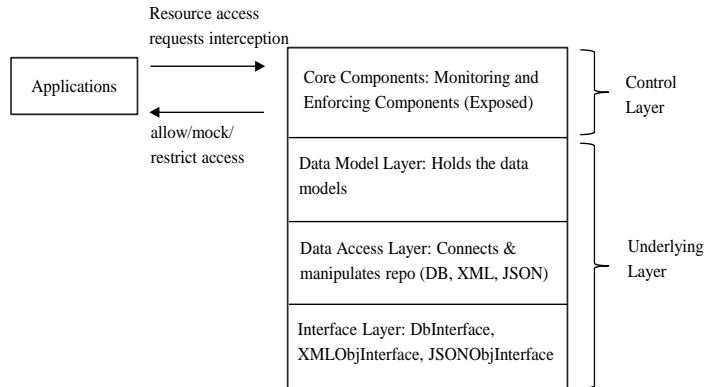 Resource access
requests interception
Applications
allow/mock/
restrict access
Core Components: Monitoring and
Enforcing Components (Exposed)
Control
Layer
Data Model Layer: Holds the data
models
Data Access Layer: Connects &
manipulates repo (DB, XML, JSON)
Underlying
Layer
Interface Layer: DbInterface,
XMLObjInterface, JSONObjInterface